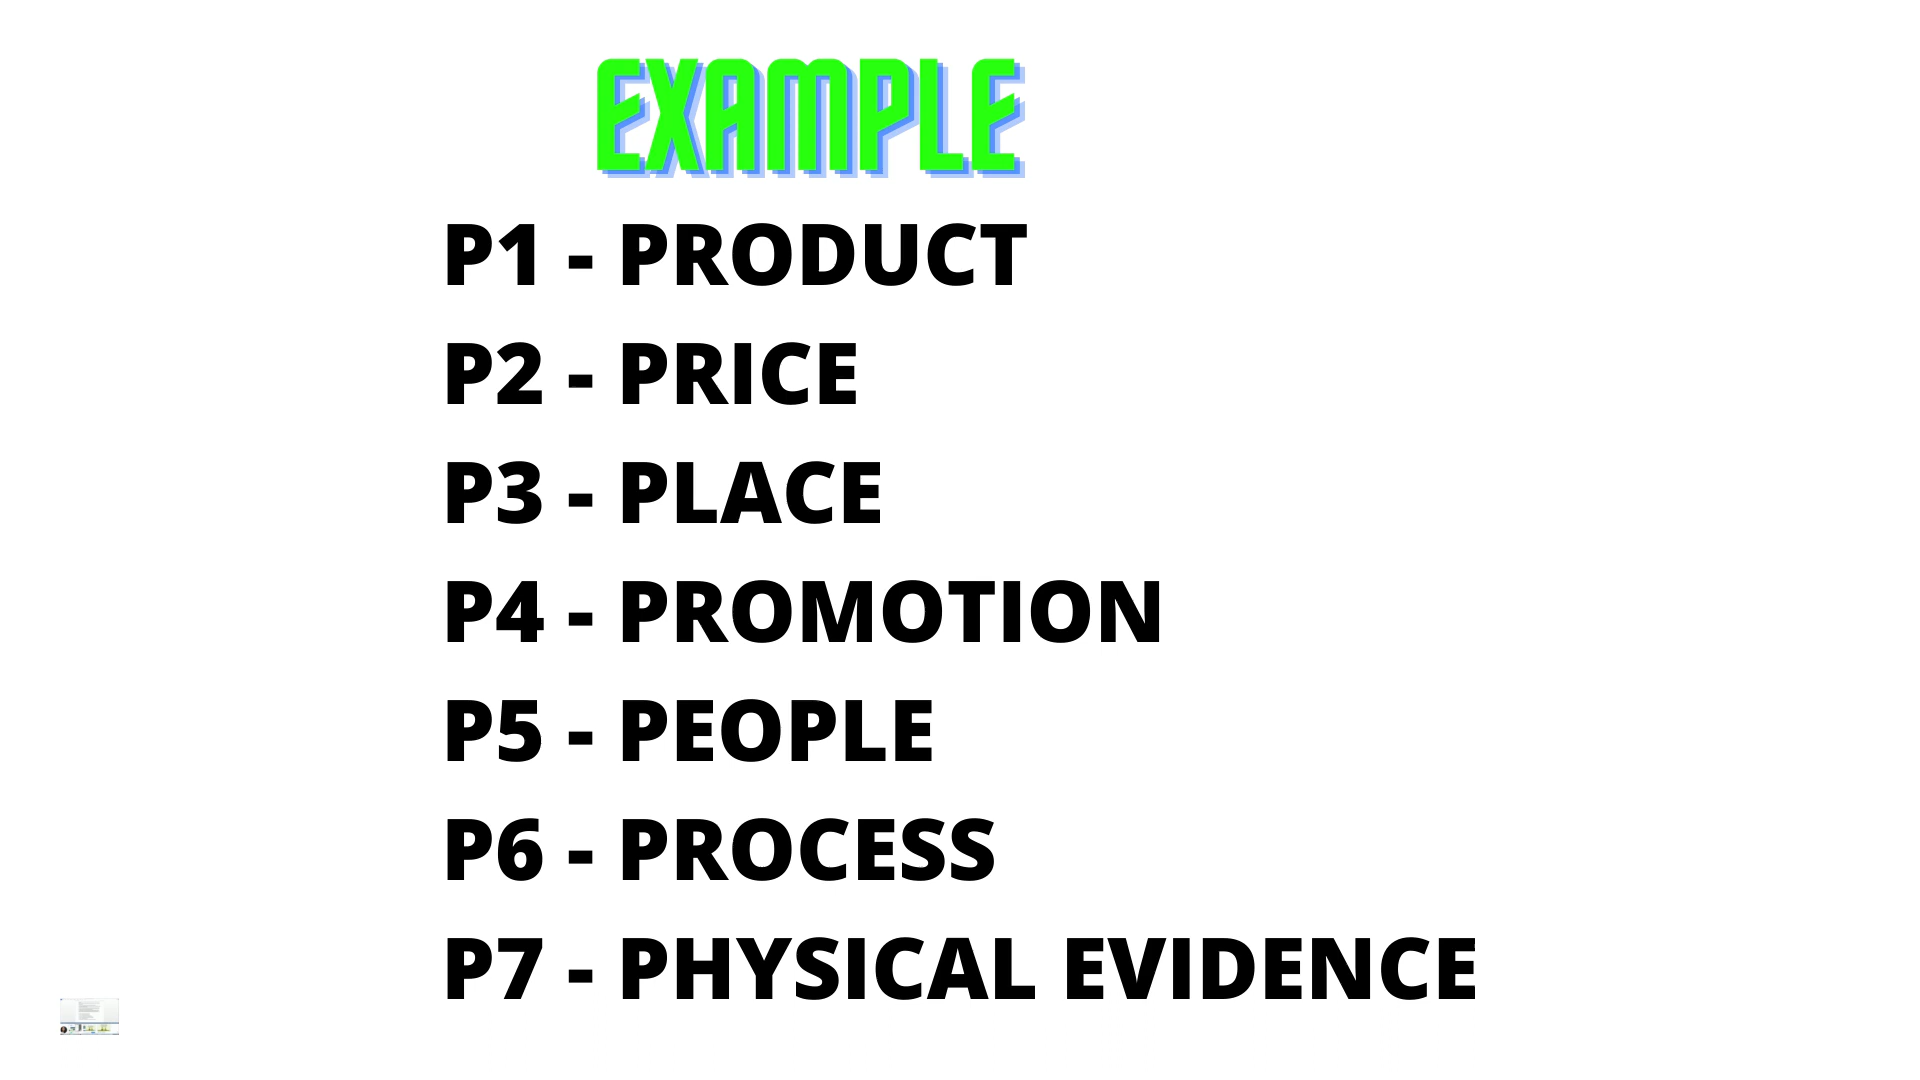 EXAMPLE
P1 - PRODUCT
P2 - PRICE
P3 - PLACE
P4 - PROMOTION
P5 - PEOPLE
P6 - PROCESS
P7 - PHYSICAL EVIDENCE